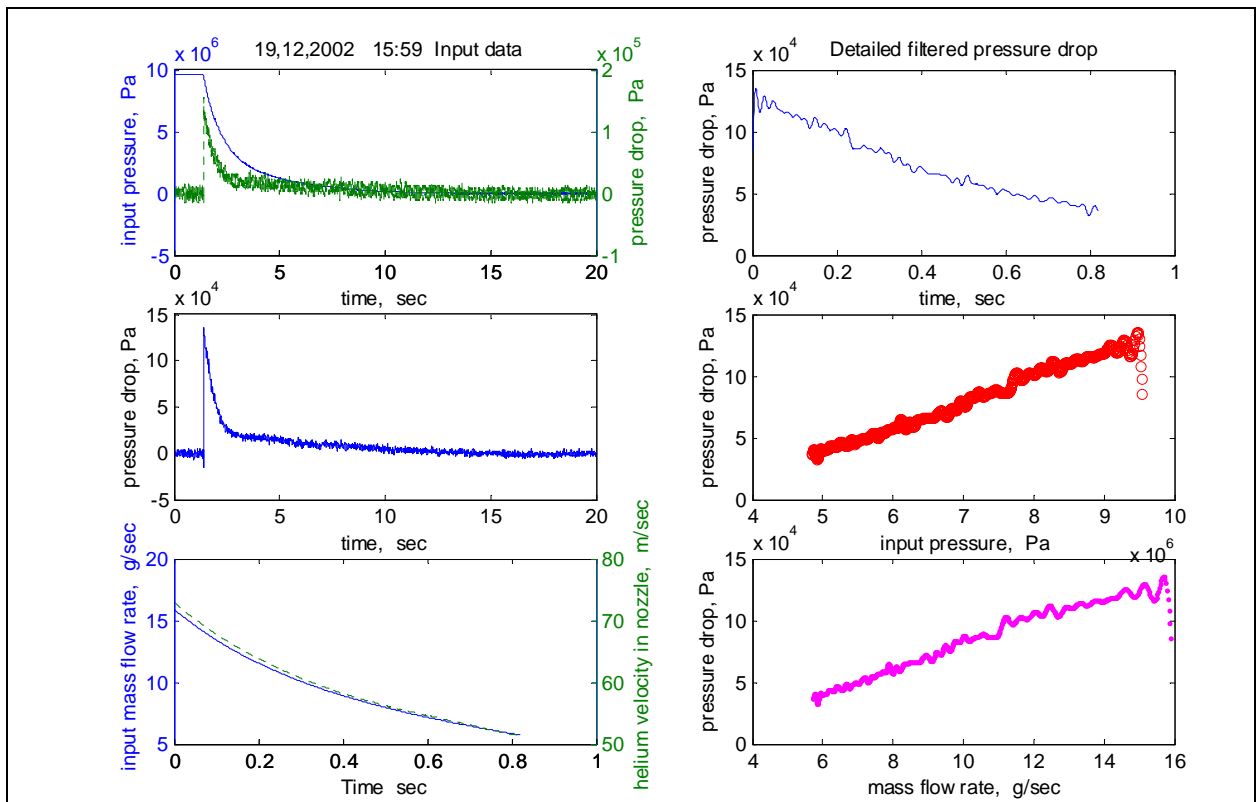 x 10^6
19,12,2002 15:59 Input data
x 10^5
10
5
0
-5
input pressure, Pa
2
1
0
-1
pressure drop, Pa
0 5 10 15 20
time, sec
Detailed filtered pressure drop
x 10^4
15
10
5
0
pressure drop, Pa
0 0.2 0.4 0.6 0.8 1
time, sec
x 10^4
15
10
5
0
-5
pressure drop, Pa
0 5 10 15 20
time, sec
x 10^4
15
10
5
0
pressure drop, Pa
4 5 6 7 8 9 10
input pressure, Pa
x 10^6
20
15
10
5
input mass flow rate, g/sec
80
70
60
50
helium velocity in nozzle, m/sec
0 0.2 0.4 0.6 0.8 1
Time sec
x 10^4
15
10
5
0
pressure drop, Pa
4 6 8 10 12 14 16
mass flow rate, g/sec